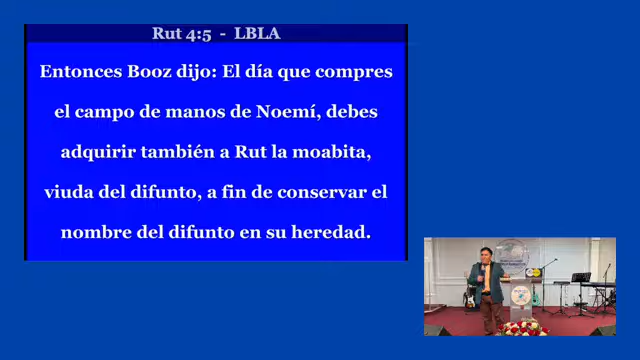 Rut 4:5 - LBLA
Entonces Booz dijo: El día que compres
el campo de manos de Noemí, debes
adquirir también a Rut la moabita,
viuda del difunto, a fin de conservar el
nombre del difunto en su heredad.